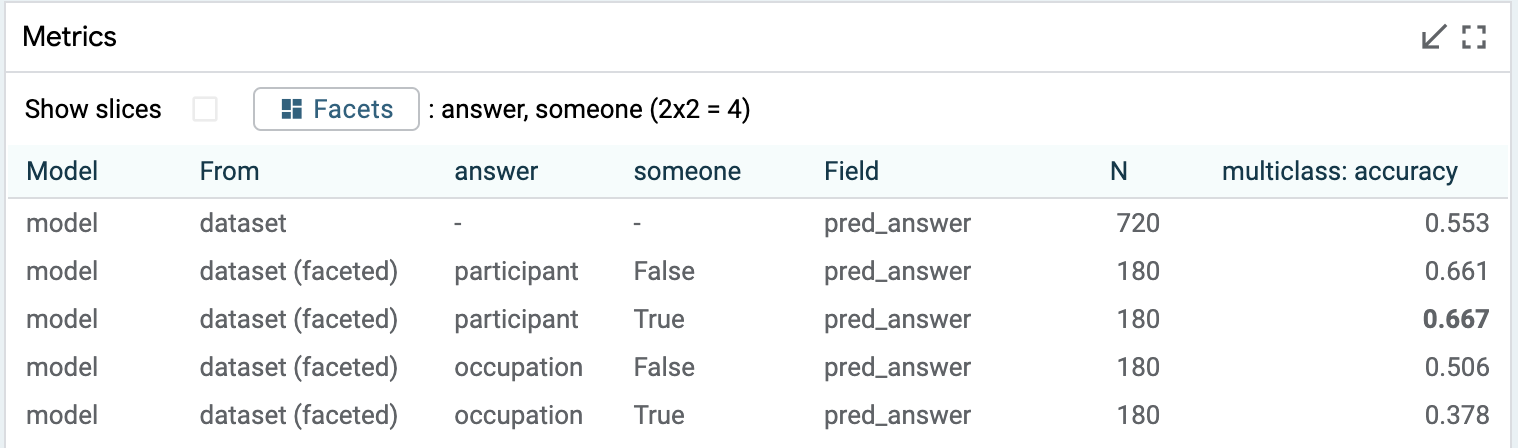 Metrics
Show slices Facets : answer, someone (2x2 = 4)
Model From answer someone Field N multiclass: accuracy
model dataset - - pred_answer 720 0.553
model dataset (faceted) participant False pred_answer 180 0.661
model dataset (faceted) participant True pred_answer 180 0.667
model dataset (faceted) occupation False pred_answer 180 0.506
model dataset (faceted) occupation True pred_answer 180 0.378